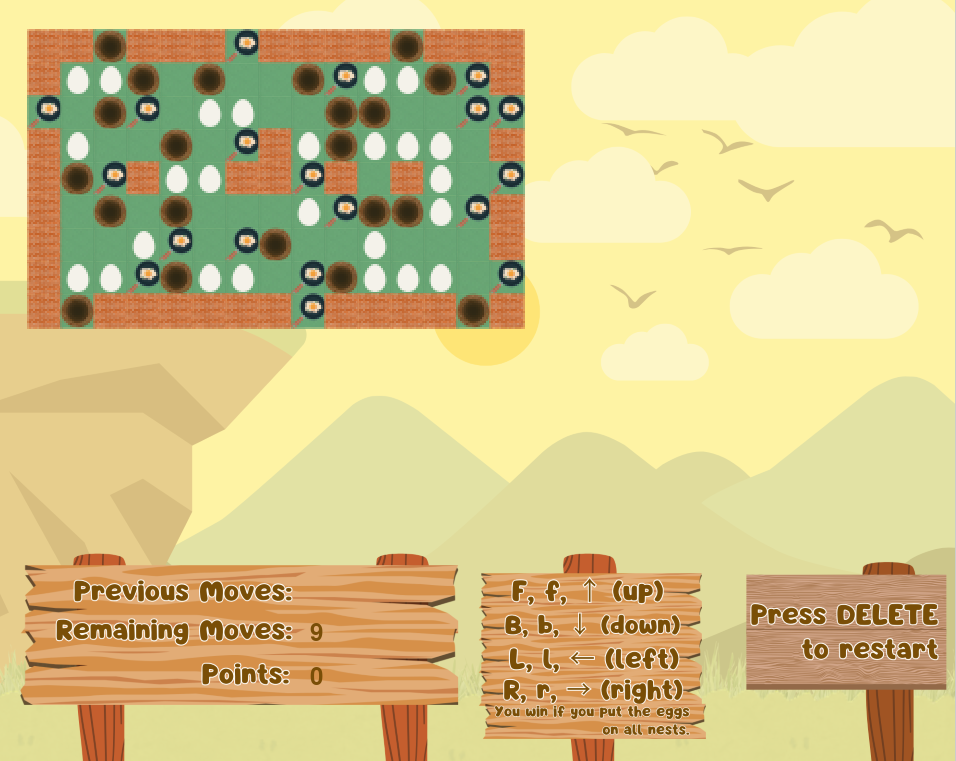 Previous Moves:
Remaining Moves: 9
Points: 0
F, f, ↑ (up)
B, b, ↓ (down)
L, l, ← (left)
R, r, → (right)
You win if you put the eggs
on all nests.
Press DELETE
to restart